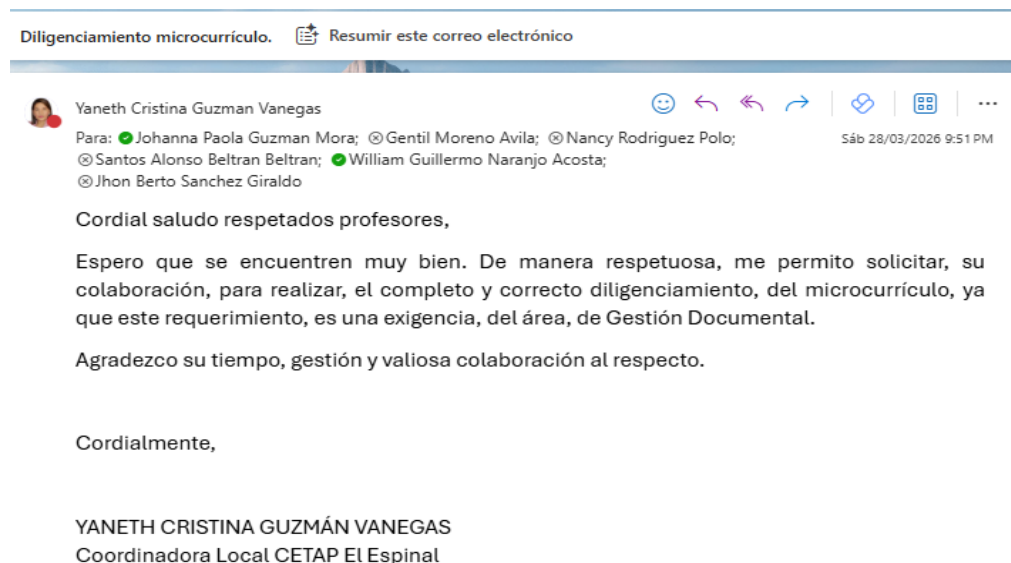 Diligenciamiento microcurrículo. Resumir este correo electrónico
Yaneth Cristina Guzman Vanegas
Para: Johanna Paola Guzman Mora; Gentil Moreno Avila; Nancy Rodriguez Polo; Sáb 28/03/2026 9:51 PM
Santos Alonso Beltran Beltran; William Guillermo Naranjo Acosta;
Jhon Berto Sanchez Giraldo
Cordial saludo respetados profesores,
Espero que se encuentren muy bien. De manera respetuosa, me permito solicitar, su
colaboración, para realizar, el completo y correcto diligenciamiento, del microcurrículo, ya
que este requerimiento, es una exigencia, del área, de Gestión Documental.
Agradezco su tiempo, gestión y valiosa colaboración al respecto.
Cordialmente,
YANETH CRISTINA GUZMÁN VANEGAS
Coordinadora Local CETAP El Espinal